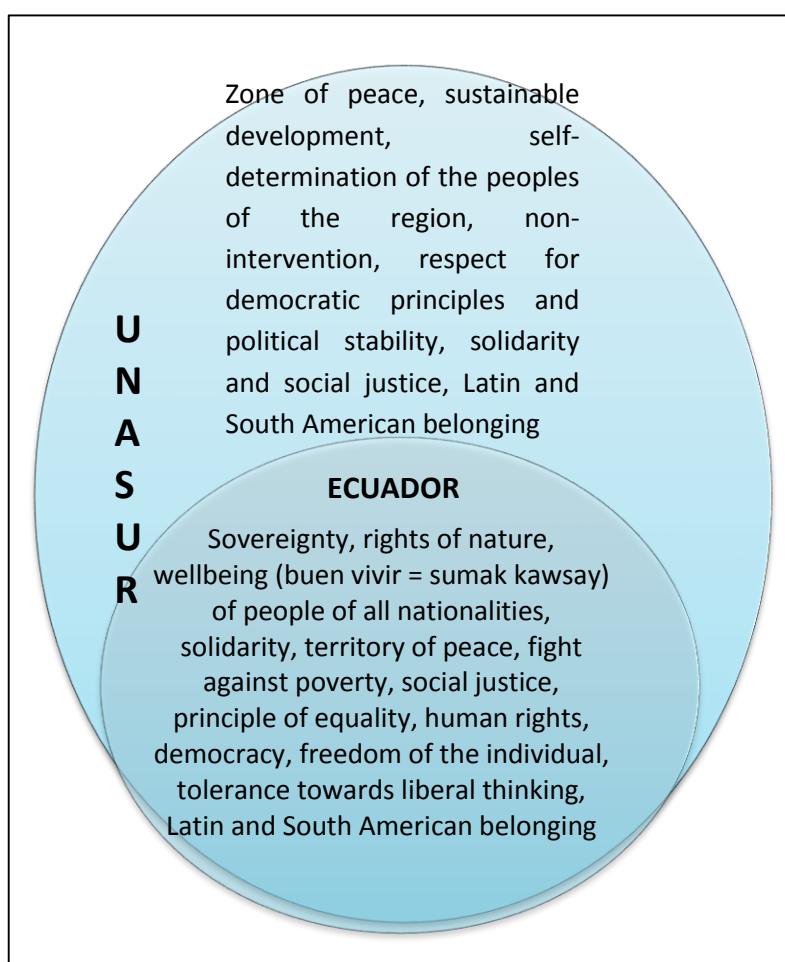 Zone of peace, sustainable
development, self-
determination of the peoples
of the region, non-
intervention, respect for
democratic principles and
political stability, solidarity
and social justice, Latin and
South American belonging
UNASUR
ECUADOR
Sovereignty, rights of nature,
wellbeing (buen vivir = sumak kawsay)
of people of all nationalities,
solidarity, territory of peace, fight
against poverty, social justice,
principle of equality, human rights,
democracy, freedom of the individual,
tolerance towards liberal thinking,
Latin and South American belonging